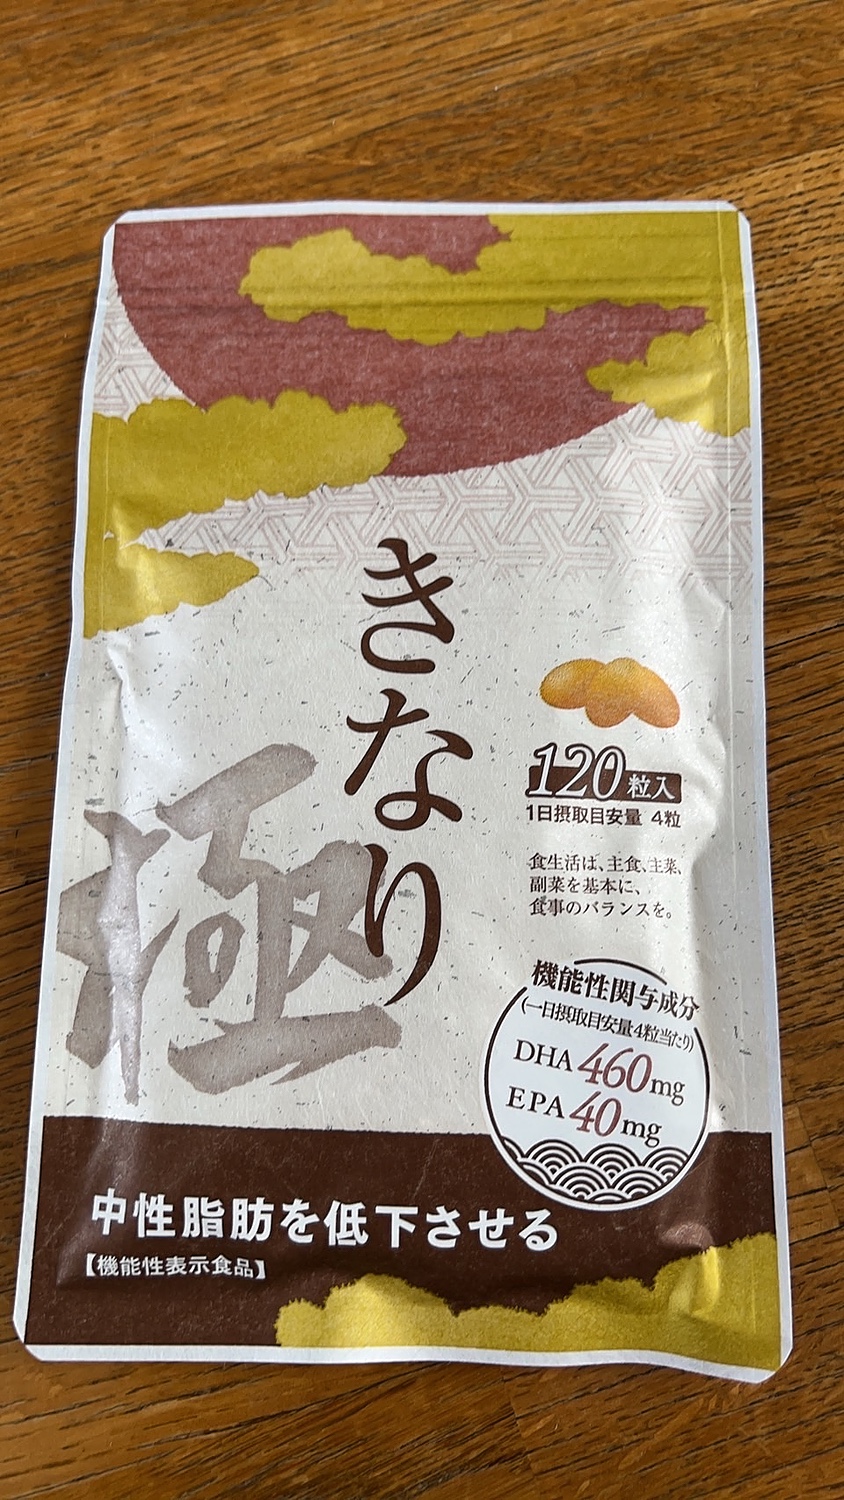 きなり
極
120粒入
1日摂取目安量 4粒
食生活は、主食、主菜、
副菜を基本に、
食事のバランスを。
機能性関与成分
(一日摂取目安量4粒当たり)
DHA 460mg
EPA 40mg
中性脂肪を低下させる
【機能性表示食品】